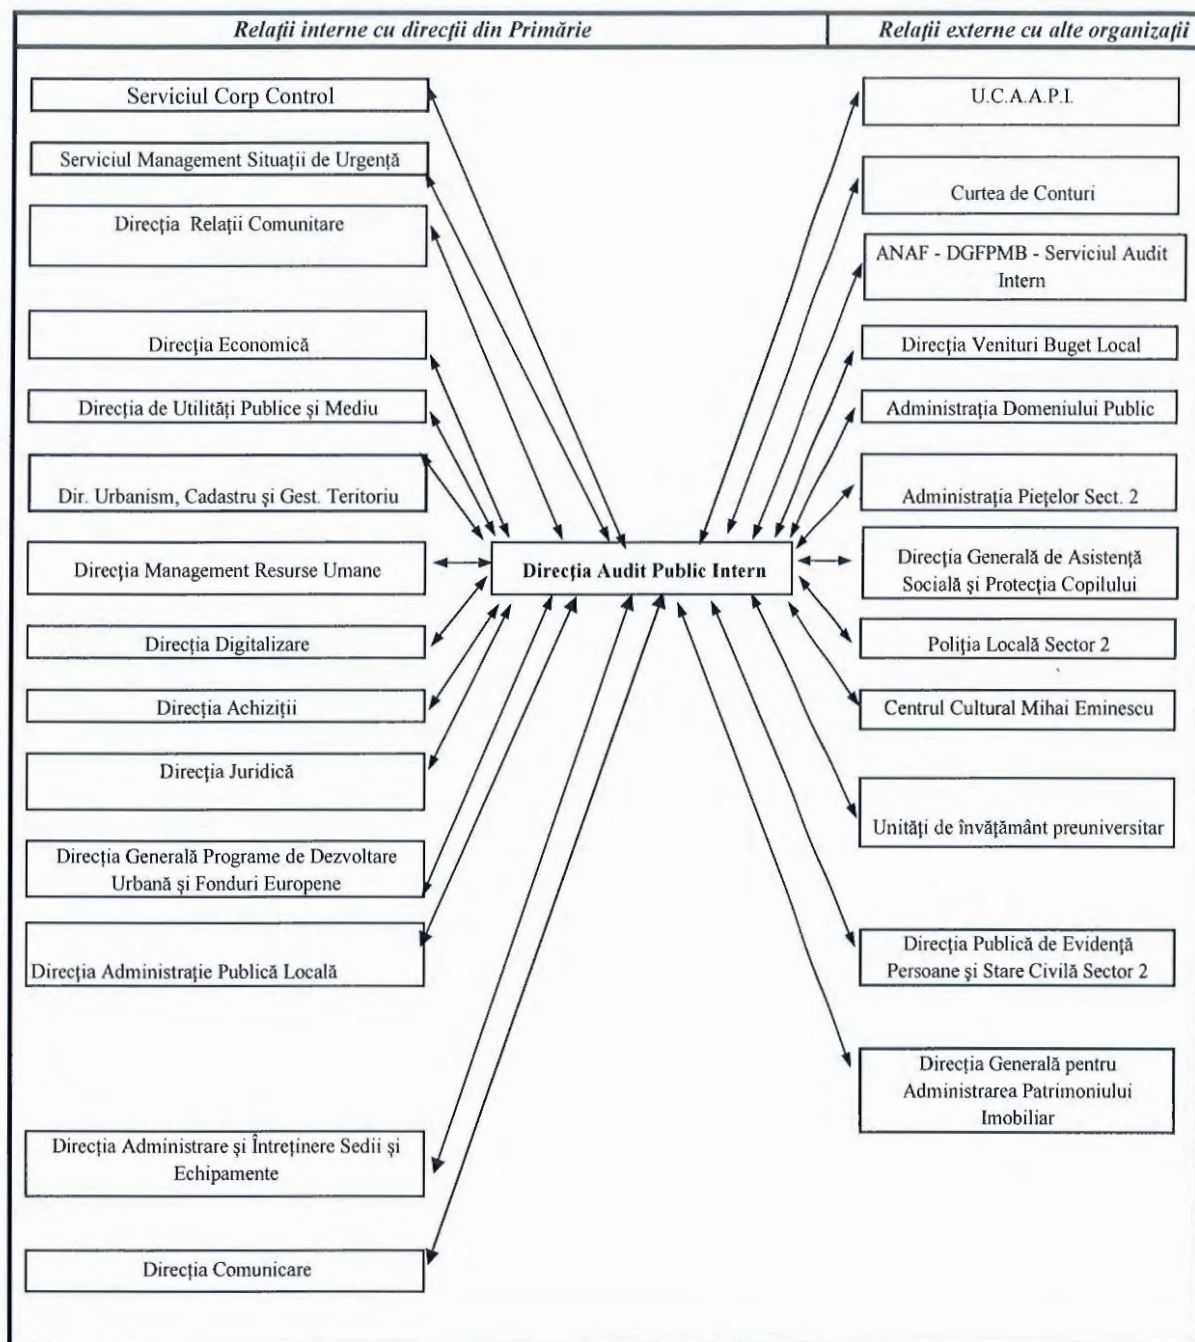 Relații interne cu direcții din Primărie
Relații externe cu alte organizații
Serviciul Corp Control
Serviciul Management Situații de Urgență
Direcția Relații Comunitare
Direcția Economică
Direcția de Utilități Publice și Mediu
Dir. Urbanism, Cadastru și Gest. Teritoriu
Direcția Management Resurse Umane
Direcția Digitalizare
Direcția Achiziții
Direcția Juridică
Direcția Generală Programe de Dezvoltare
Urbană și Fonduri Europene
Direcția Administrație Publică Locală
Direcția Administrare și Întreținere Sedii și
Echipamente
Direcția Comunicare
Direcția Audit Public Intern
U.C.A.A.P.I.
Curtea de Conturi
ANAF - DGFPMB - Serviciul Audit
Intern
Direcția Venituri Buget Local
Administrația Domeniului Public
Administrația Piețelor Sect. 2
Direcția Generală de Asistență
Socială și Protecția Copilului
Poliția Locală Sector 2
Centrul Cultural Mihai Eminescu
Unități de învățământ preuniversitar
Direcția Publică de Evidență
Persoane și Stare Civilă Sector 2
Direcția Generală pentru
Administrarea Patrimoniului
Imobiliar